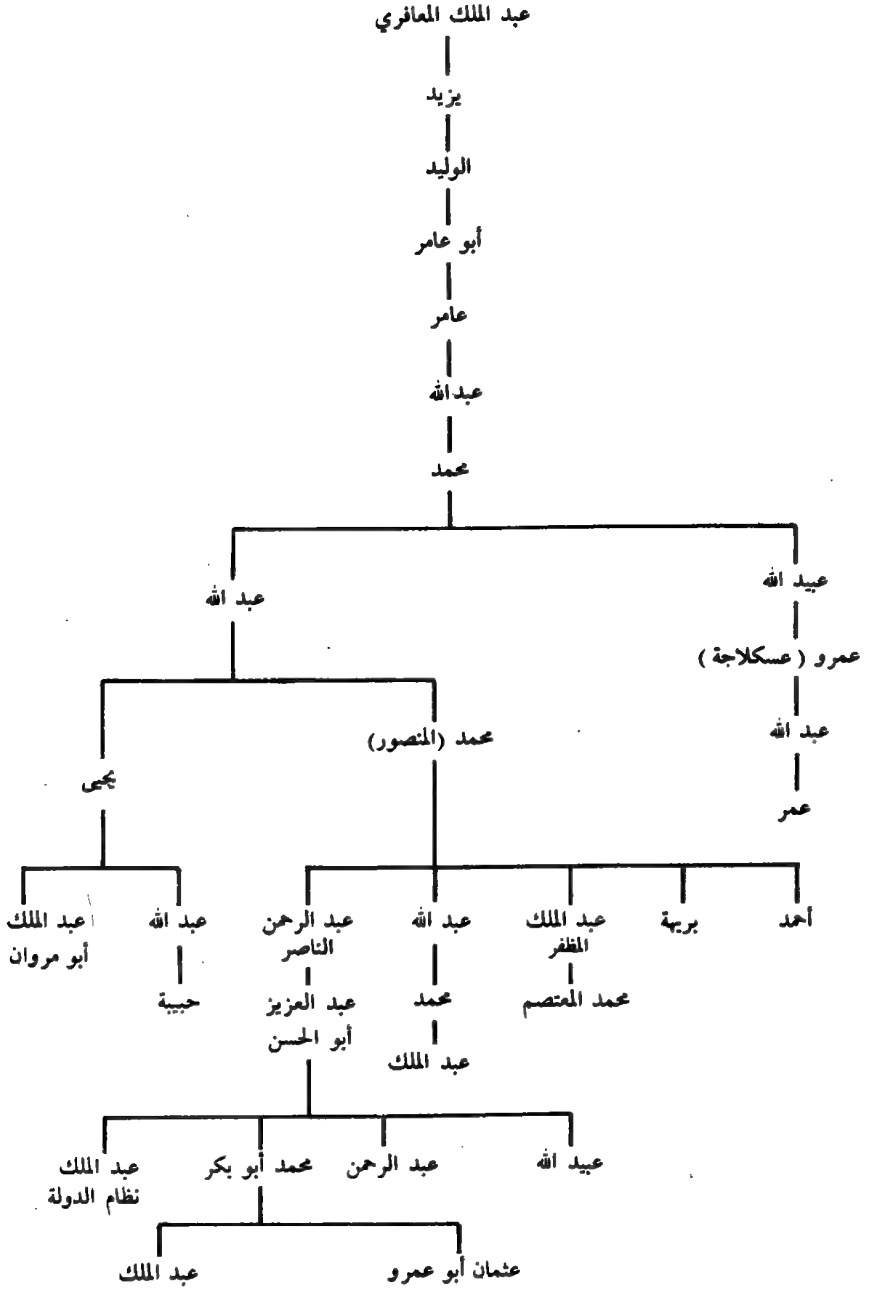 عبد الملك المعافري
يزيد
الوليد
أبو عامر
عامر
عبدالله
محمد
عبيد الله
عبد الله
عمرو (عسكلاجة)
عبد الله
محمد (المنصور)
يحيى
عمر
أحمد
بريهة
عبد الملك
المظفر
عبد الله
عبد الرحمن
الناصر
عبد الله
عبد الملك
أبو مروان
محمد المعتصم
محمد
عبد العزيز
أبو الحسن
حبيبة
عبد الملك
عبيد الله
عبد الرحمن
محمد أبو بكر
عبد الملك
نظام الدولة
عثمان أبو عمرو
عبد الملك